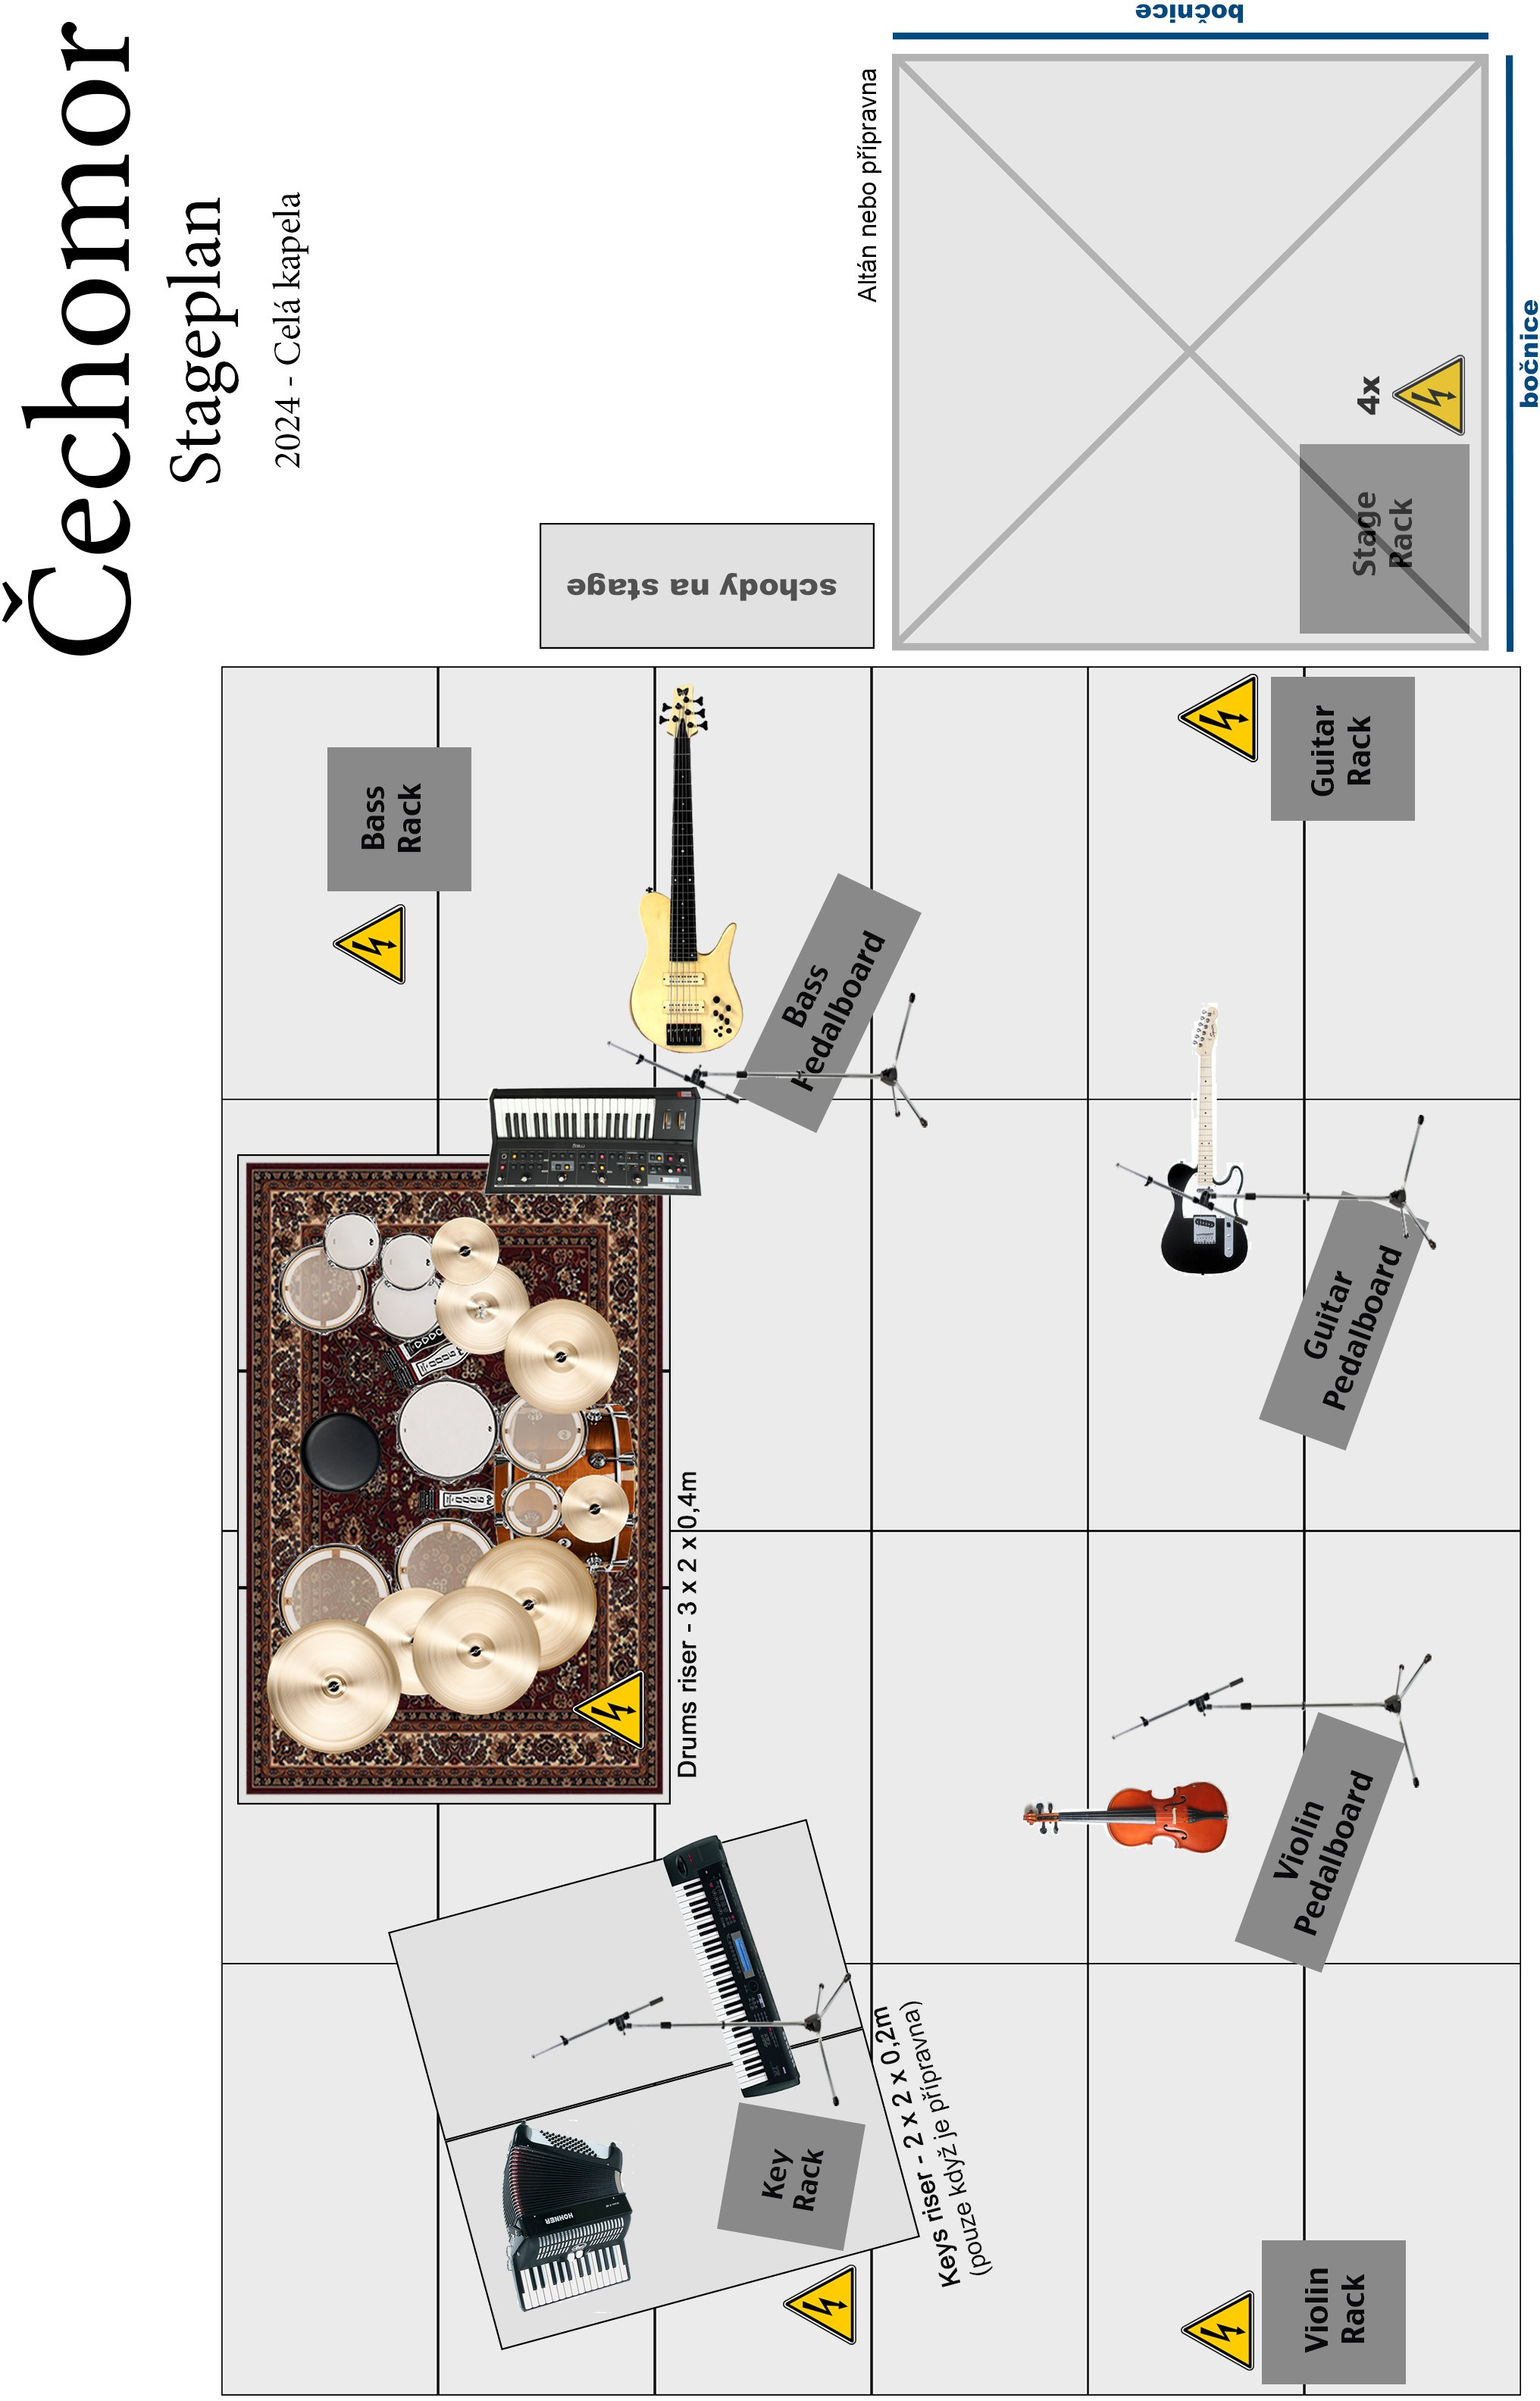 Čechomor
Stageplan
2024 - Celá kapela
bočnice
Altán nebo přípravna
schody na stage
4x
Stage
Rack
bočnice
Bass
Rack
Guitar
Rack
Bass
Pedalboard
Guitar
Pedalboard
Drums riser - 3 x 2 x 0,4m
Violin
Pedalboard
Keys riser - 2 x 2 x 0,2m
(pouze když je přípravna)
Key
Rack
HOHNER
Violin
Rack